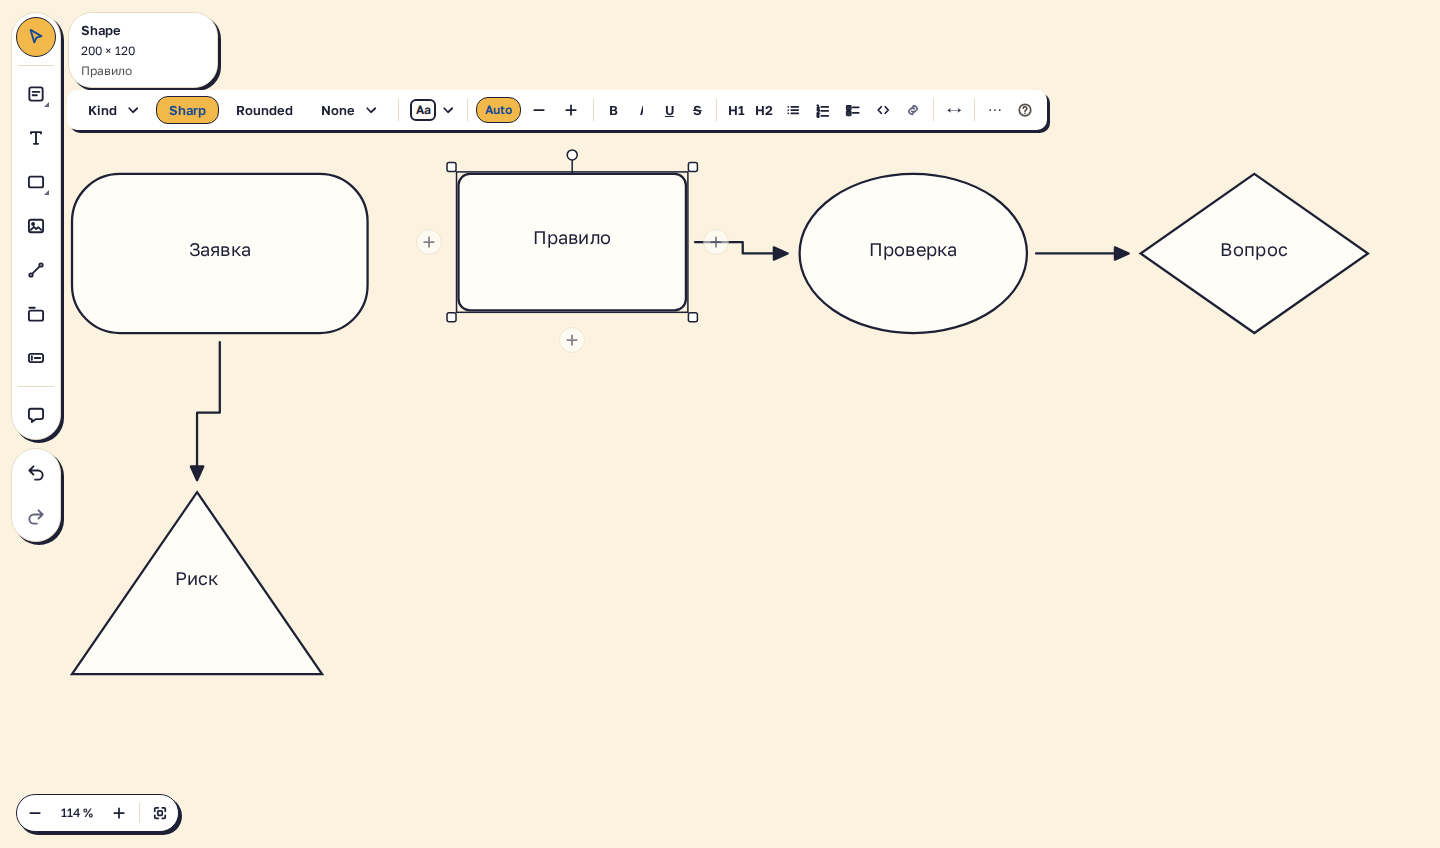 Shape
200 × 120
Правило
Kind Sharp Rounded None Aa Auto B I U S H1 H2
Заявка
Правило
Проверка
Вопрос
Риск
114 %